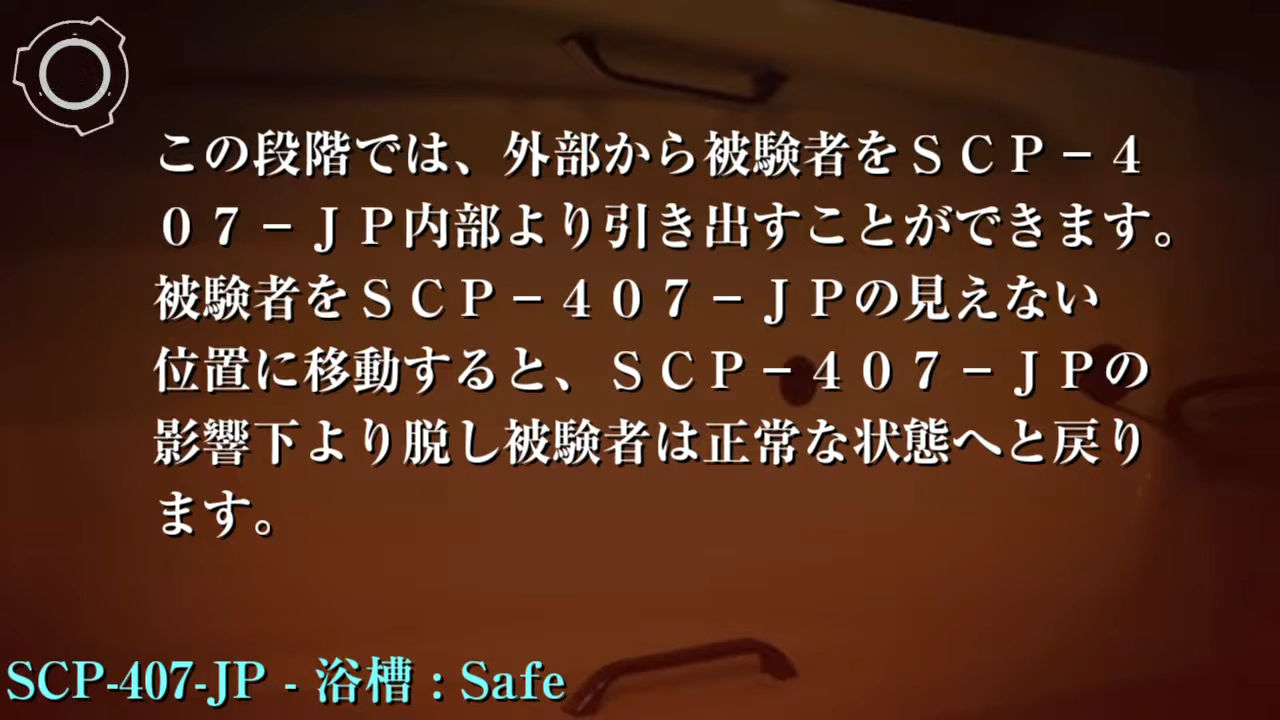 この段階では、外部から被験者をＳＣＰ－４
０７－ＪＰ内部より引き出すことができます。
被験者をＳＣＰ－４０７－ＪＰの見えない
位置に移動すると、ＳＣＰ－４０７－ＪＰの
影響下より脱し被験者は正常な状態へと戻り
ます。
SCP-407-JP - 浴槽 : Safe